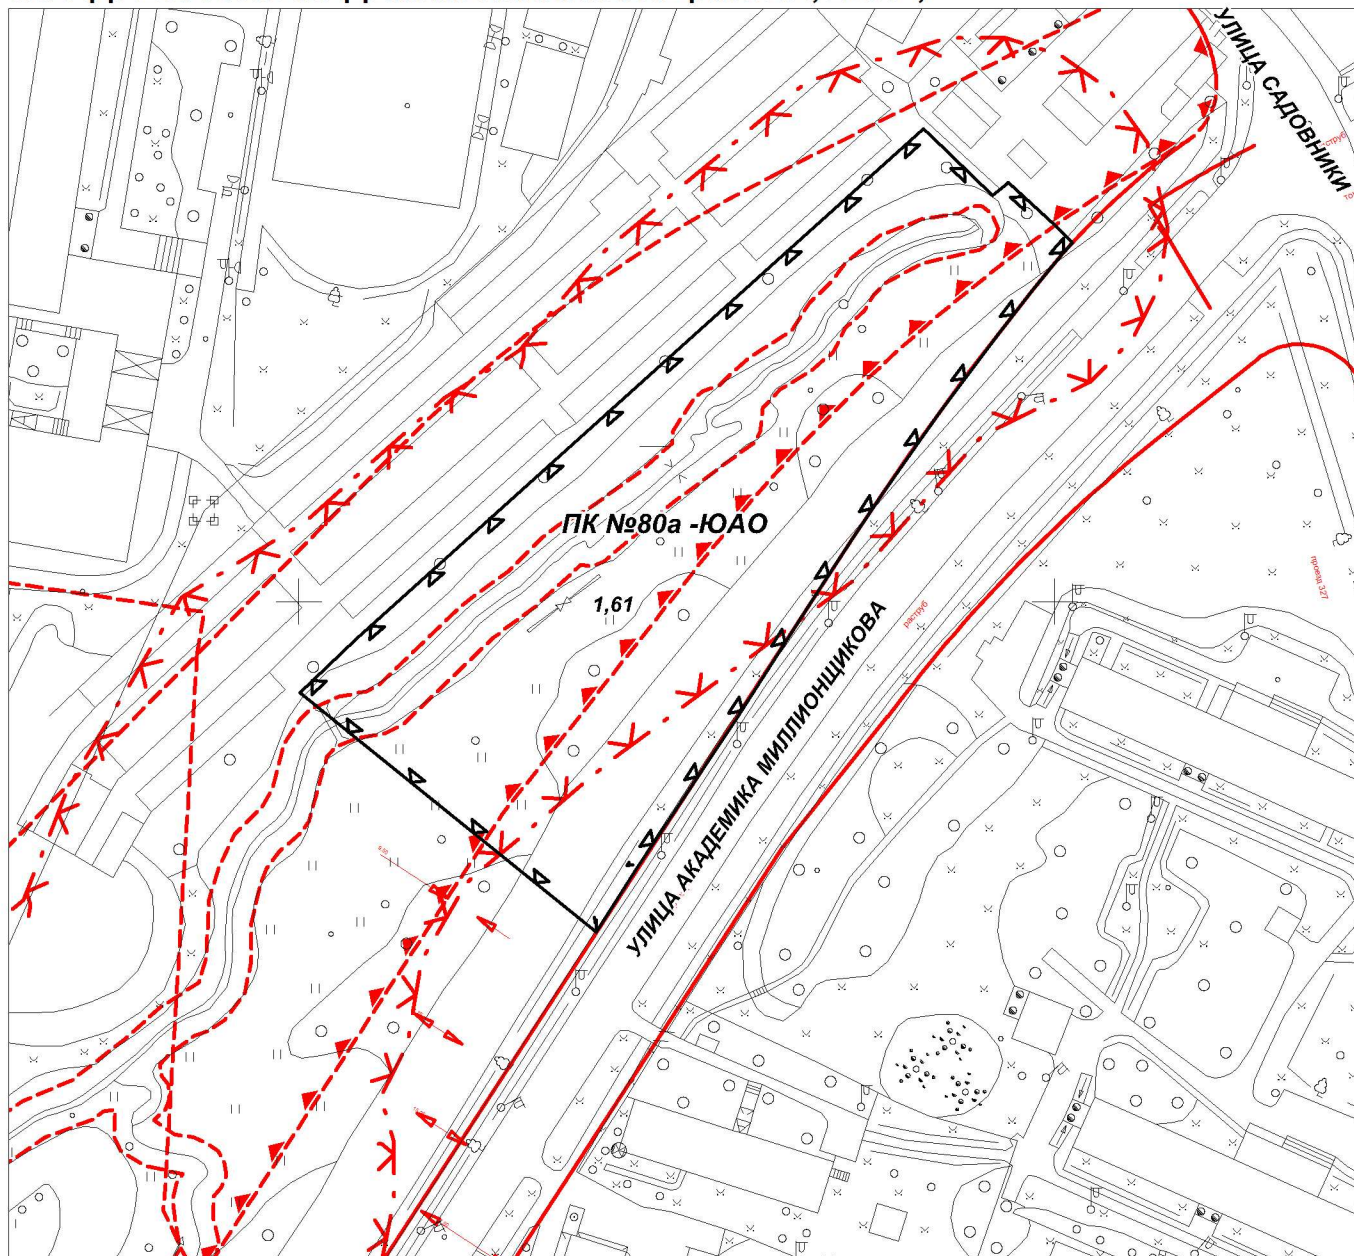 УЛИЦА САДОВНИКИ
ПК №80а -ЮАО
1,61
УЛИЦА АКАДЕМИКА МИЛЛИОНЩИКОВА
раструб
проезд 327